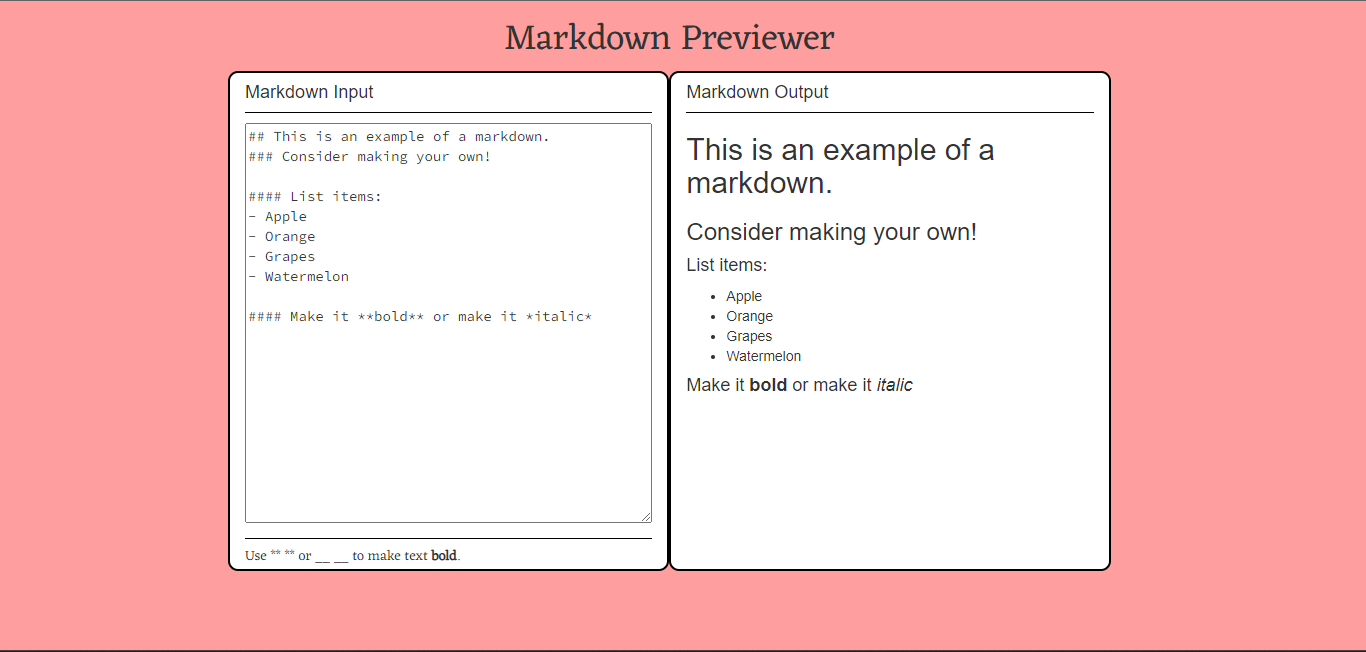 Markdown Previewer
Markdown Input
## This is an example of a markdown.
### Consider making your own!
#### List items:
- Apple
- Orange
- Grapes
- Watermelon
#### Make it **bold** or make it *italic*
Use ** ** or __ __ to make text bold.
Markdown Output
This is an example of a
markdown.
Consider making your own!
List items:
• Apple
• Orange
• Grapes
• Watermelon
Make it bold or make it italic